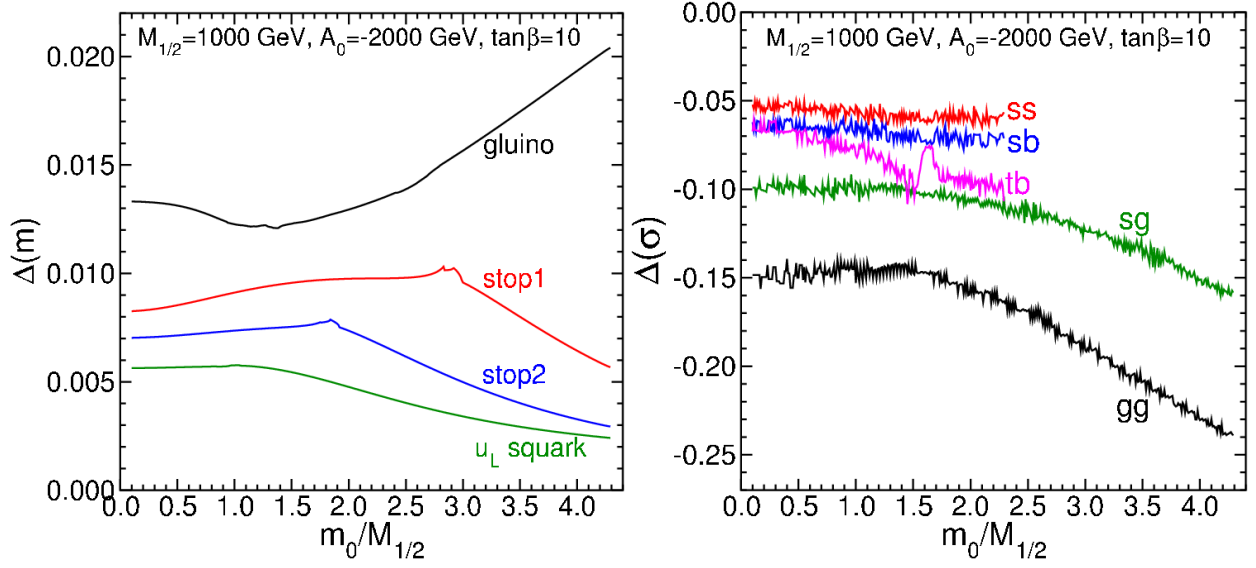 M1/2=1000 GeV, A0=-2000 GeV, tanβ=10
0.020
0.015
0.010
0.005
0.000
Δ(m)
gluino
stop1
stop2
uL squark
0.0 0.5 1.0 1.5 2.0 2.5 3.0 3.5 4.0
m0/M1/2
M1/2=1000 GeV, A0=-2000 GeV, tanβ=10
0.00
-0.05
-0.10
-0.15
-0.20
-0.25
Δ(σ)
ss
sb
tb
sg
gg
0.0 0.5 1.0 1.5 2.0 2.5 3.0 3.5 4.0
m0/M1/2